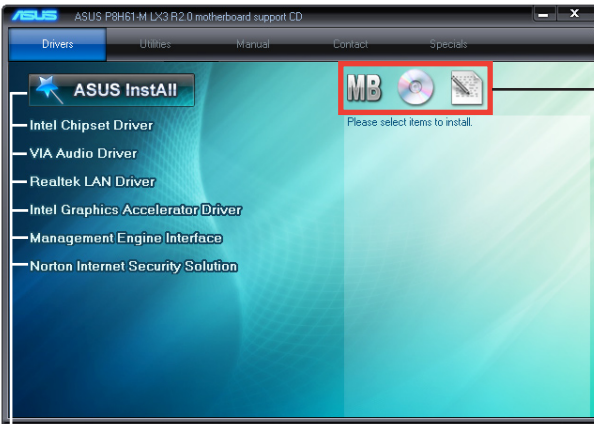 ASUS ASUS P8H61-M LX3 R2.0 motherboard support CD
Drivers Utilities Manual Contact Specials
ASUS InstAll
MB
Please select items to install.
Intel Chipset Driver
VIA Audio Driver
Realtek LAN Driver
Intel Graphics Accelerator Driver
Management Engine Interface
Norton Internet Security Solution